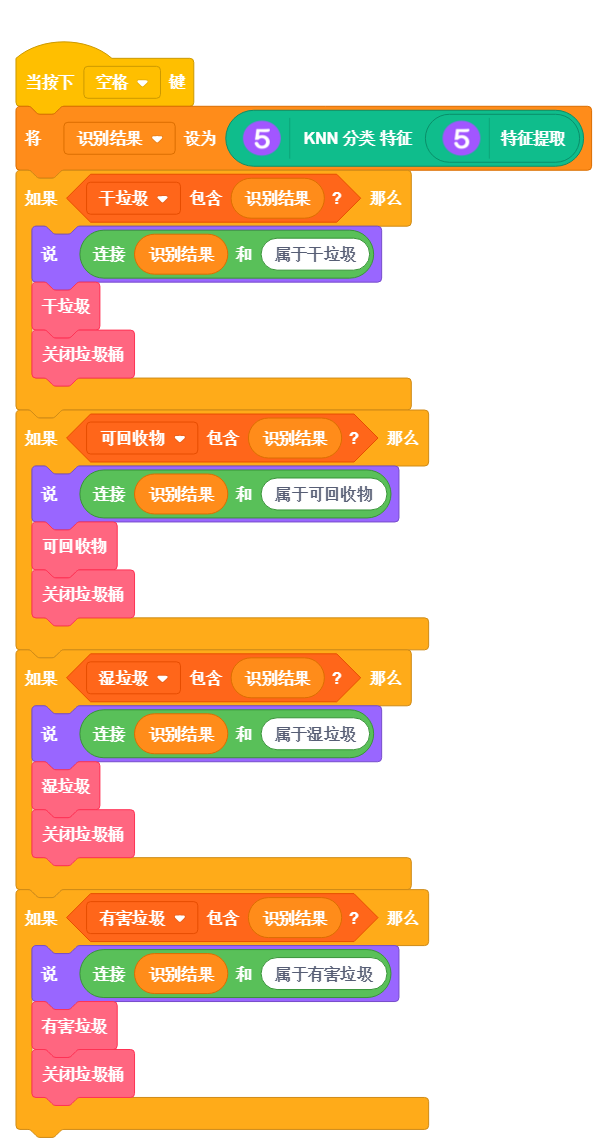 当按下 空格 键
将 识别结果 设为 5 KNN 分类 特征 5 特征提取
如果 干垃圾 包含 识别结果 ? 那么
说 连接 识别结果 和 属于干垃圾
干垃圾
关闭垃圾桶
如果 可回收物 包含 识别结果 ? 那么
说 连接 识别结果 和 属于可回收物
可回收物
关闭垃圾桶
如果 湿垃圾 包含 识别结果 ? 那么
说 连接 识别结果 和 属于湿垃圾
湿垃圾
关闭垃圾桶
如果 有害垃圾 包含 识别结果 ? 那么
说 连接 识别结果 和 属于有害垃圾
有害垃圾
关闭垃圾桶